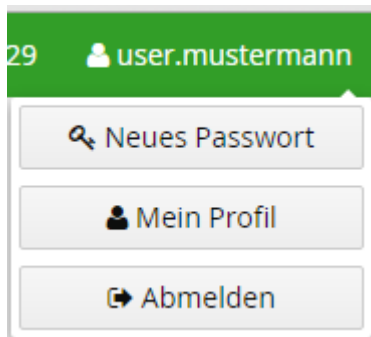 29 user.mustermann
Neues Passwort
Mein Profil
Abmelden